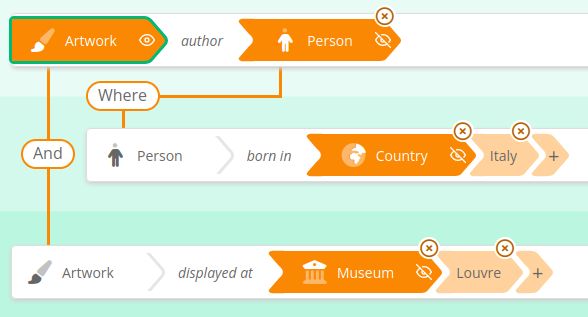 Artwork author Person
Where
Person born in Country Italy +
And
Artwork displayed at Museum Louvre +